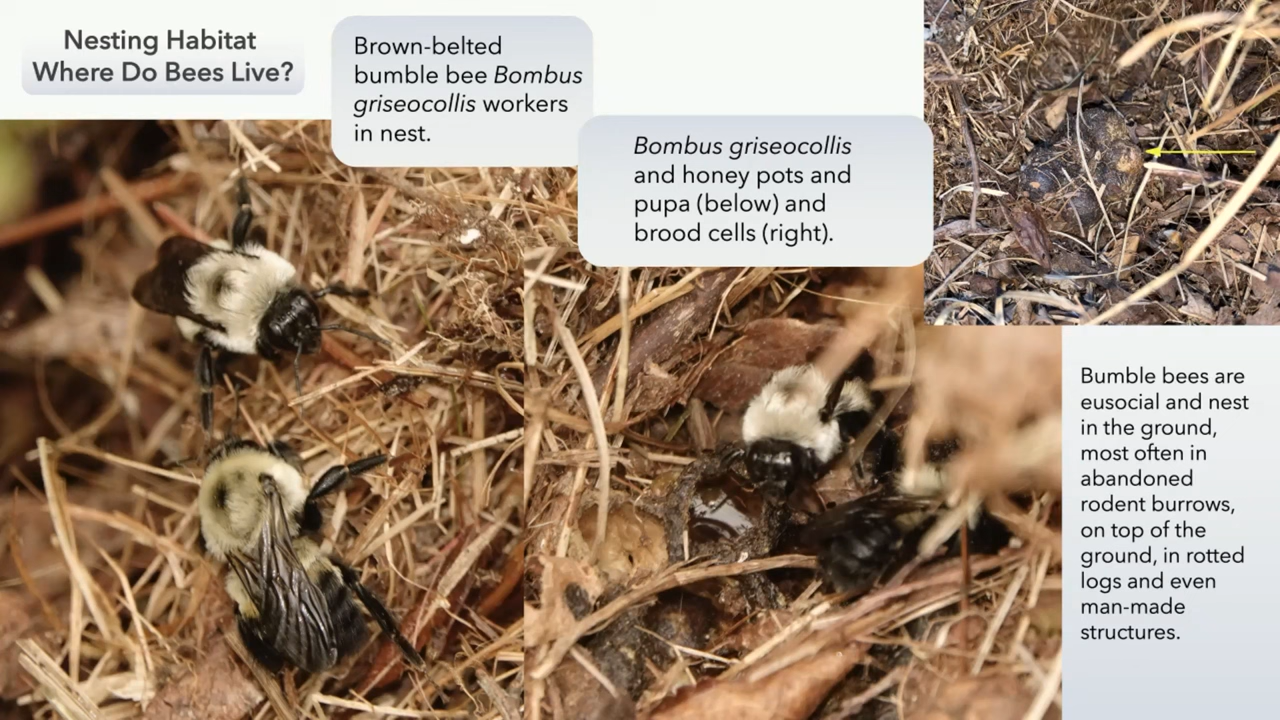 Nesting Habitat
Where Do Bees Live?
Brown-belted
bumble bee Bombus
griseocollis workers
in nest.
Bombus griseocollis
and honey pots and
pupa (below) and
brood cells (right).
Bumble bees are
eusocial and nest
in the ground,
most often in
abandoned
rodent burrows,
on top of the
ground, in rotted
logs and even
man-made
structures.